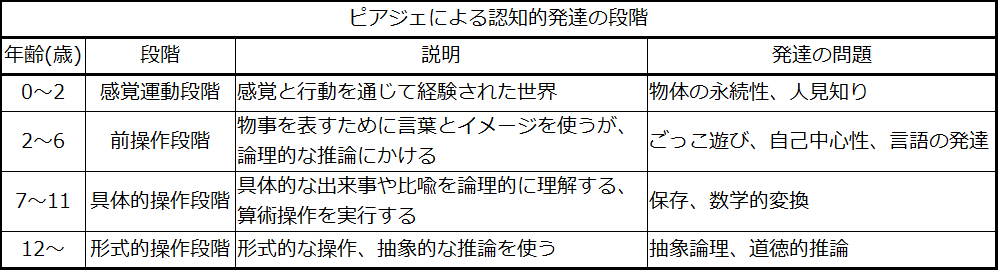 ピアジェによる認知的発達の段階
年齢(歳) 段階 説明 発達の問題
0～2 感覚運動段階 感覚と行動を通じて経験された世界 物体の永続性、人見知り
2～6 前操作段階 物事を表すために言葉とイメージを使うが、
論理的な推論にかける ごっこ遊び、自己中心性、言語の発達
7～11 具体的操作段階 具体的な出来事や比喩を論理的に理解する、
算術操作を実行する 保存、数学的変換
12～ 形式的操作段階 形式的な操作、抽象的な推論を使う 抽象論理、道徳的推論